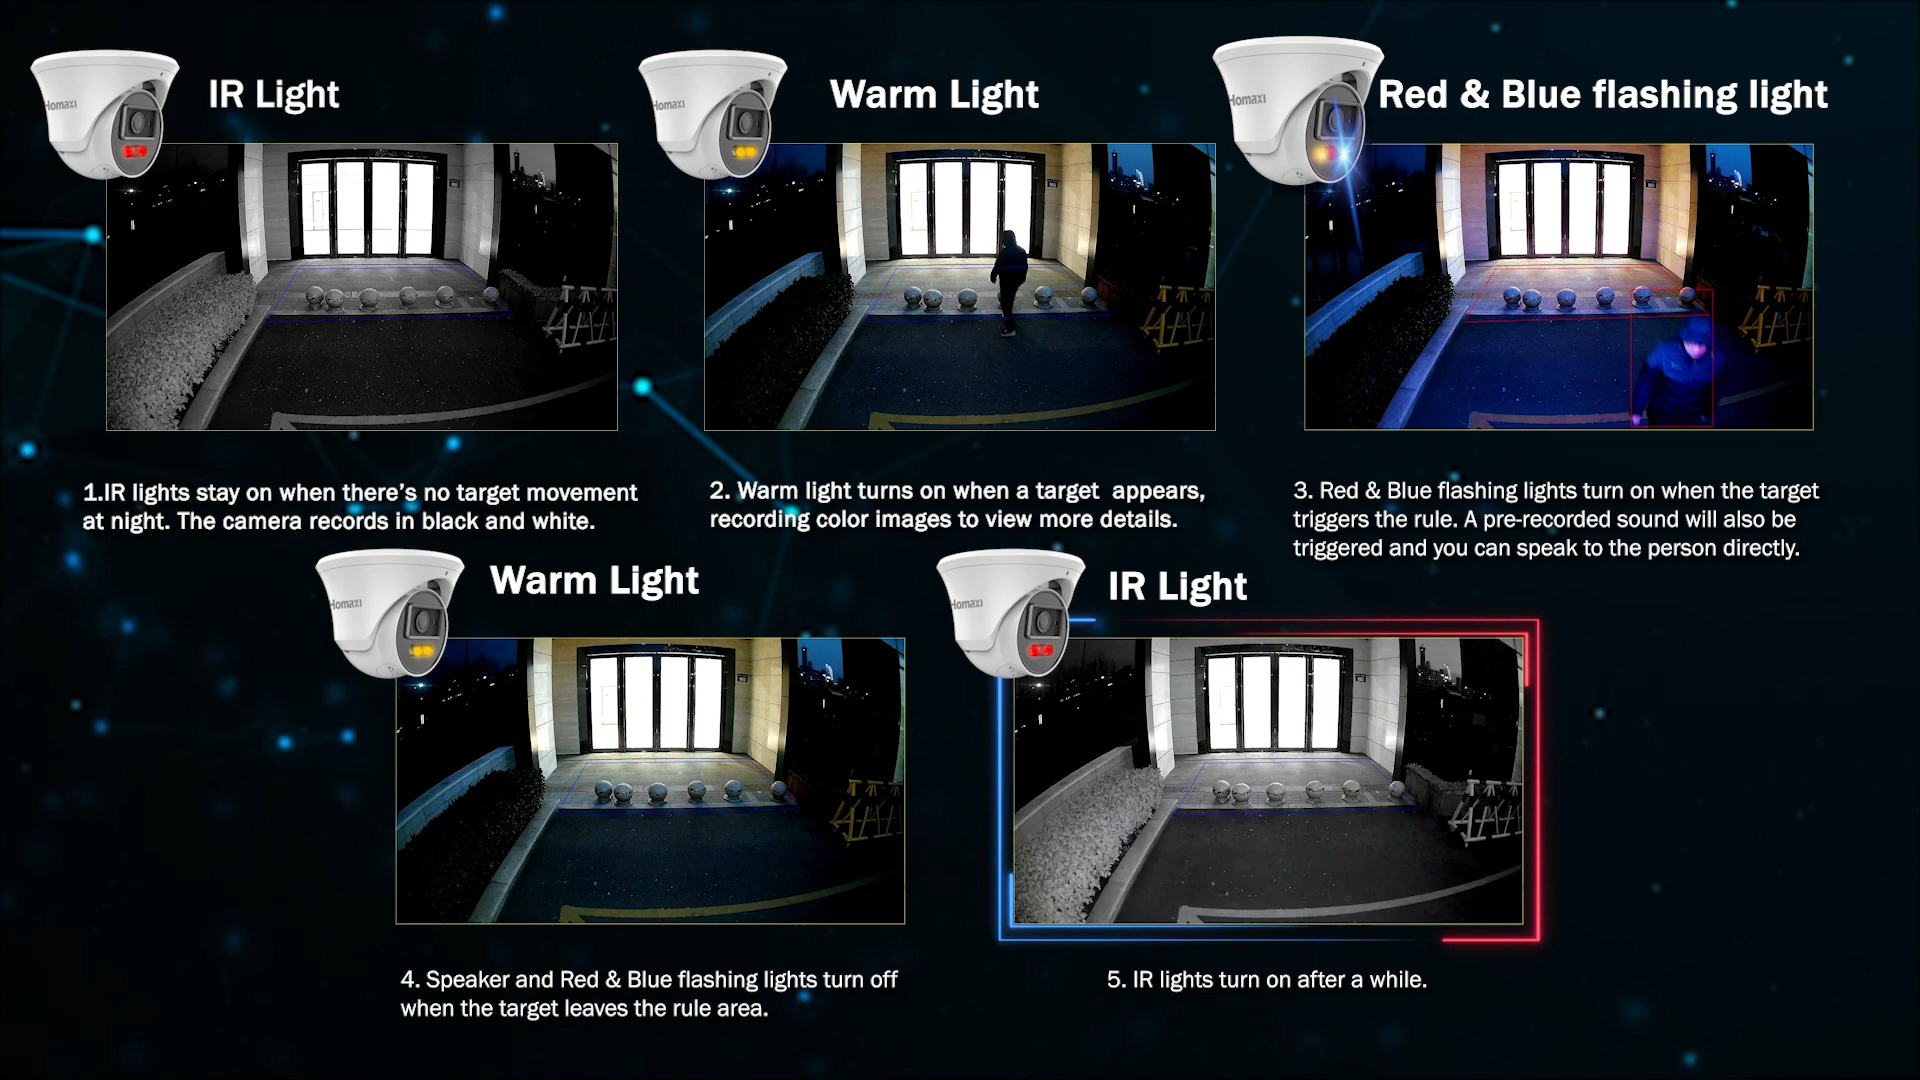 Homaxi
IR Light
Homaxi
Warm Light
Homaxi
Red & Blue flashing light
1.IR lights stay on when there's no target movement
at night. The camera records in black and white.
2. Warm light turns on when a target  appears,
recording color images to view more details.
3. Red & Blue flashing lights turn on when the target
triggers the rule. A pre-recorded sound will also be
triggered and you can speak to the person directly.
Homaxi
Warm Light
Homaxi
IR Light
4. Speaker and Red & Blue flashing lights turn off
when the target leaves the rule area.
5. IR lights turn on after a while.